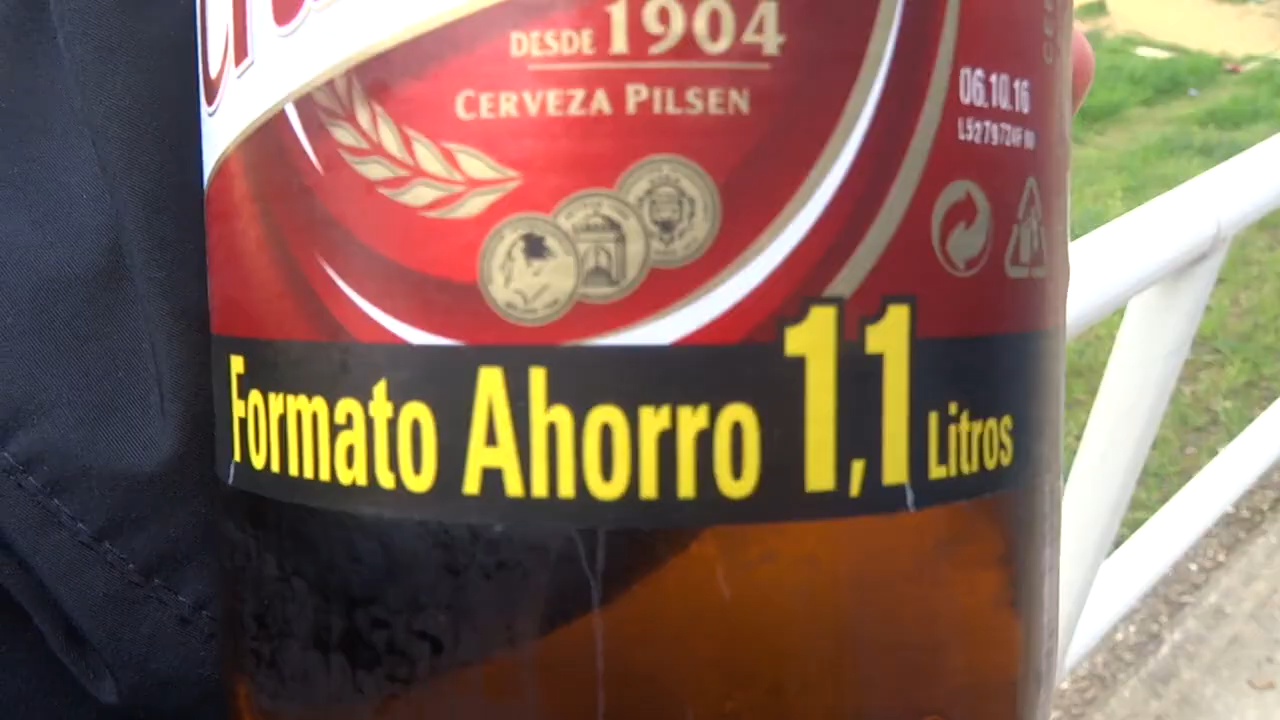 DESDE 1904
CERVEZA PILSEN
06.10.16
Formato Ahorro 1,1 Litros